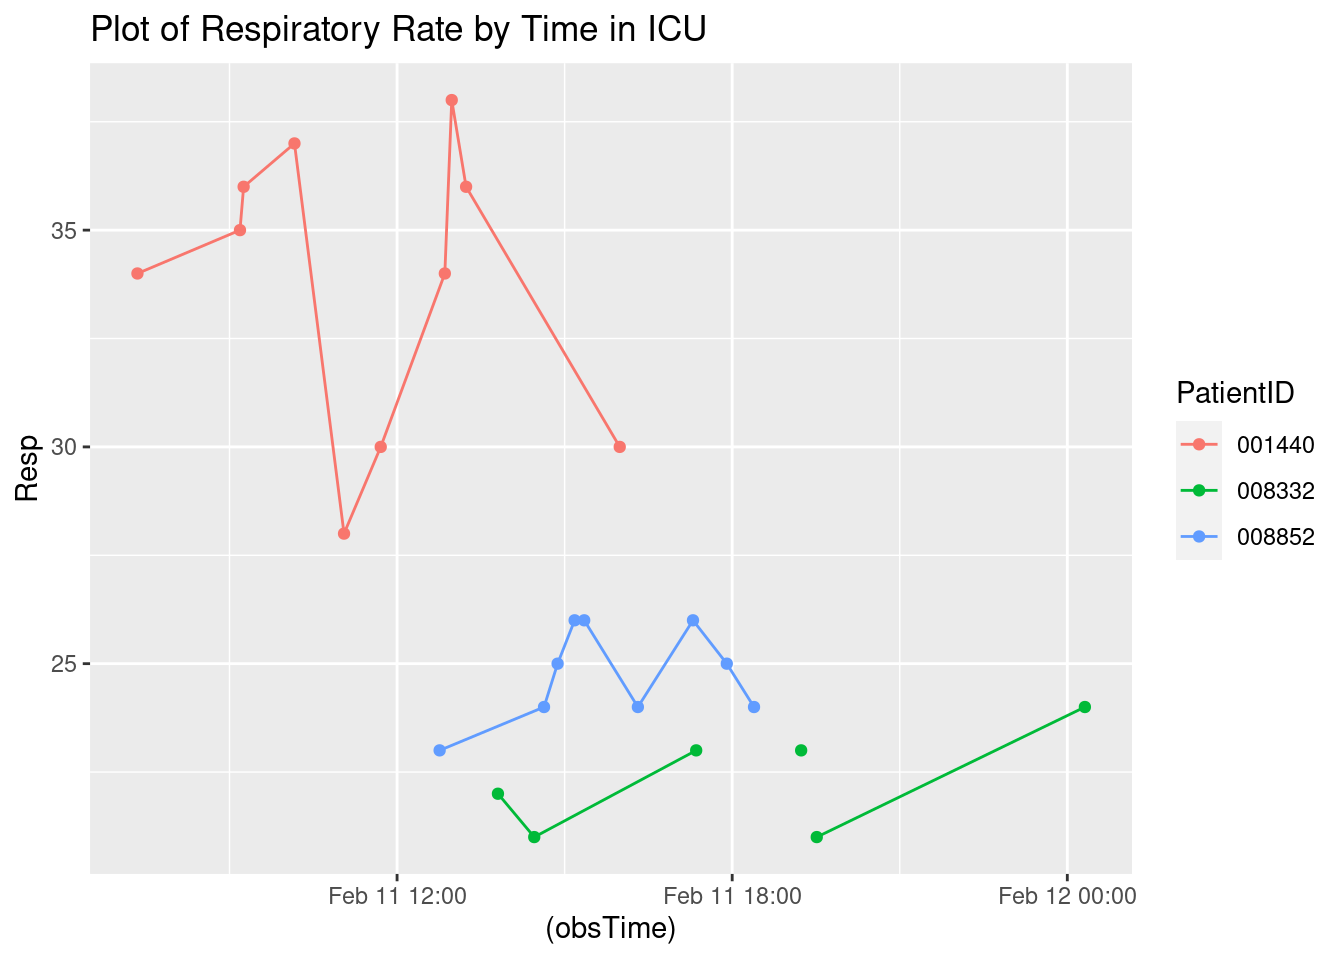 Plot of Respiratory Rate by Time in ICU
35
30
25
Resp
Feb 11 12:00
Feb 11 18:00
Feb 12 00:00
(obsTime)
PatientID
001440
008332
008852